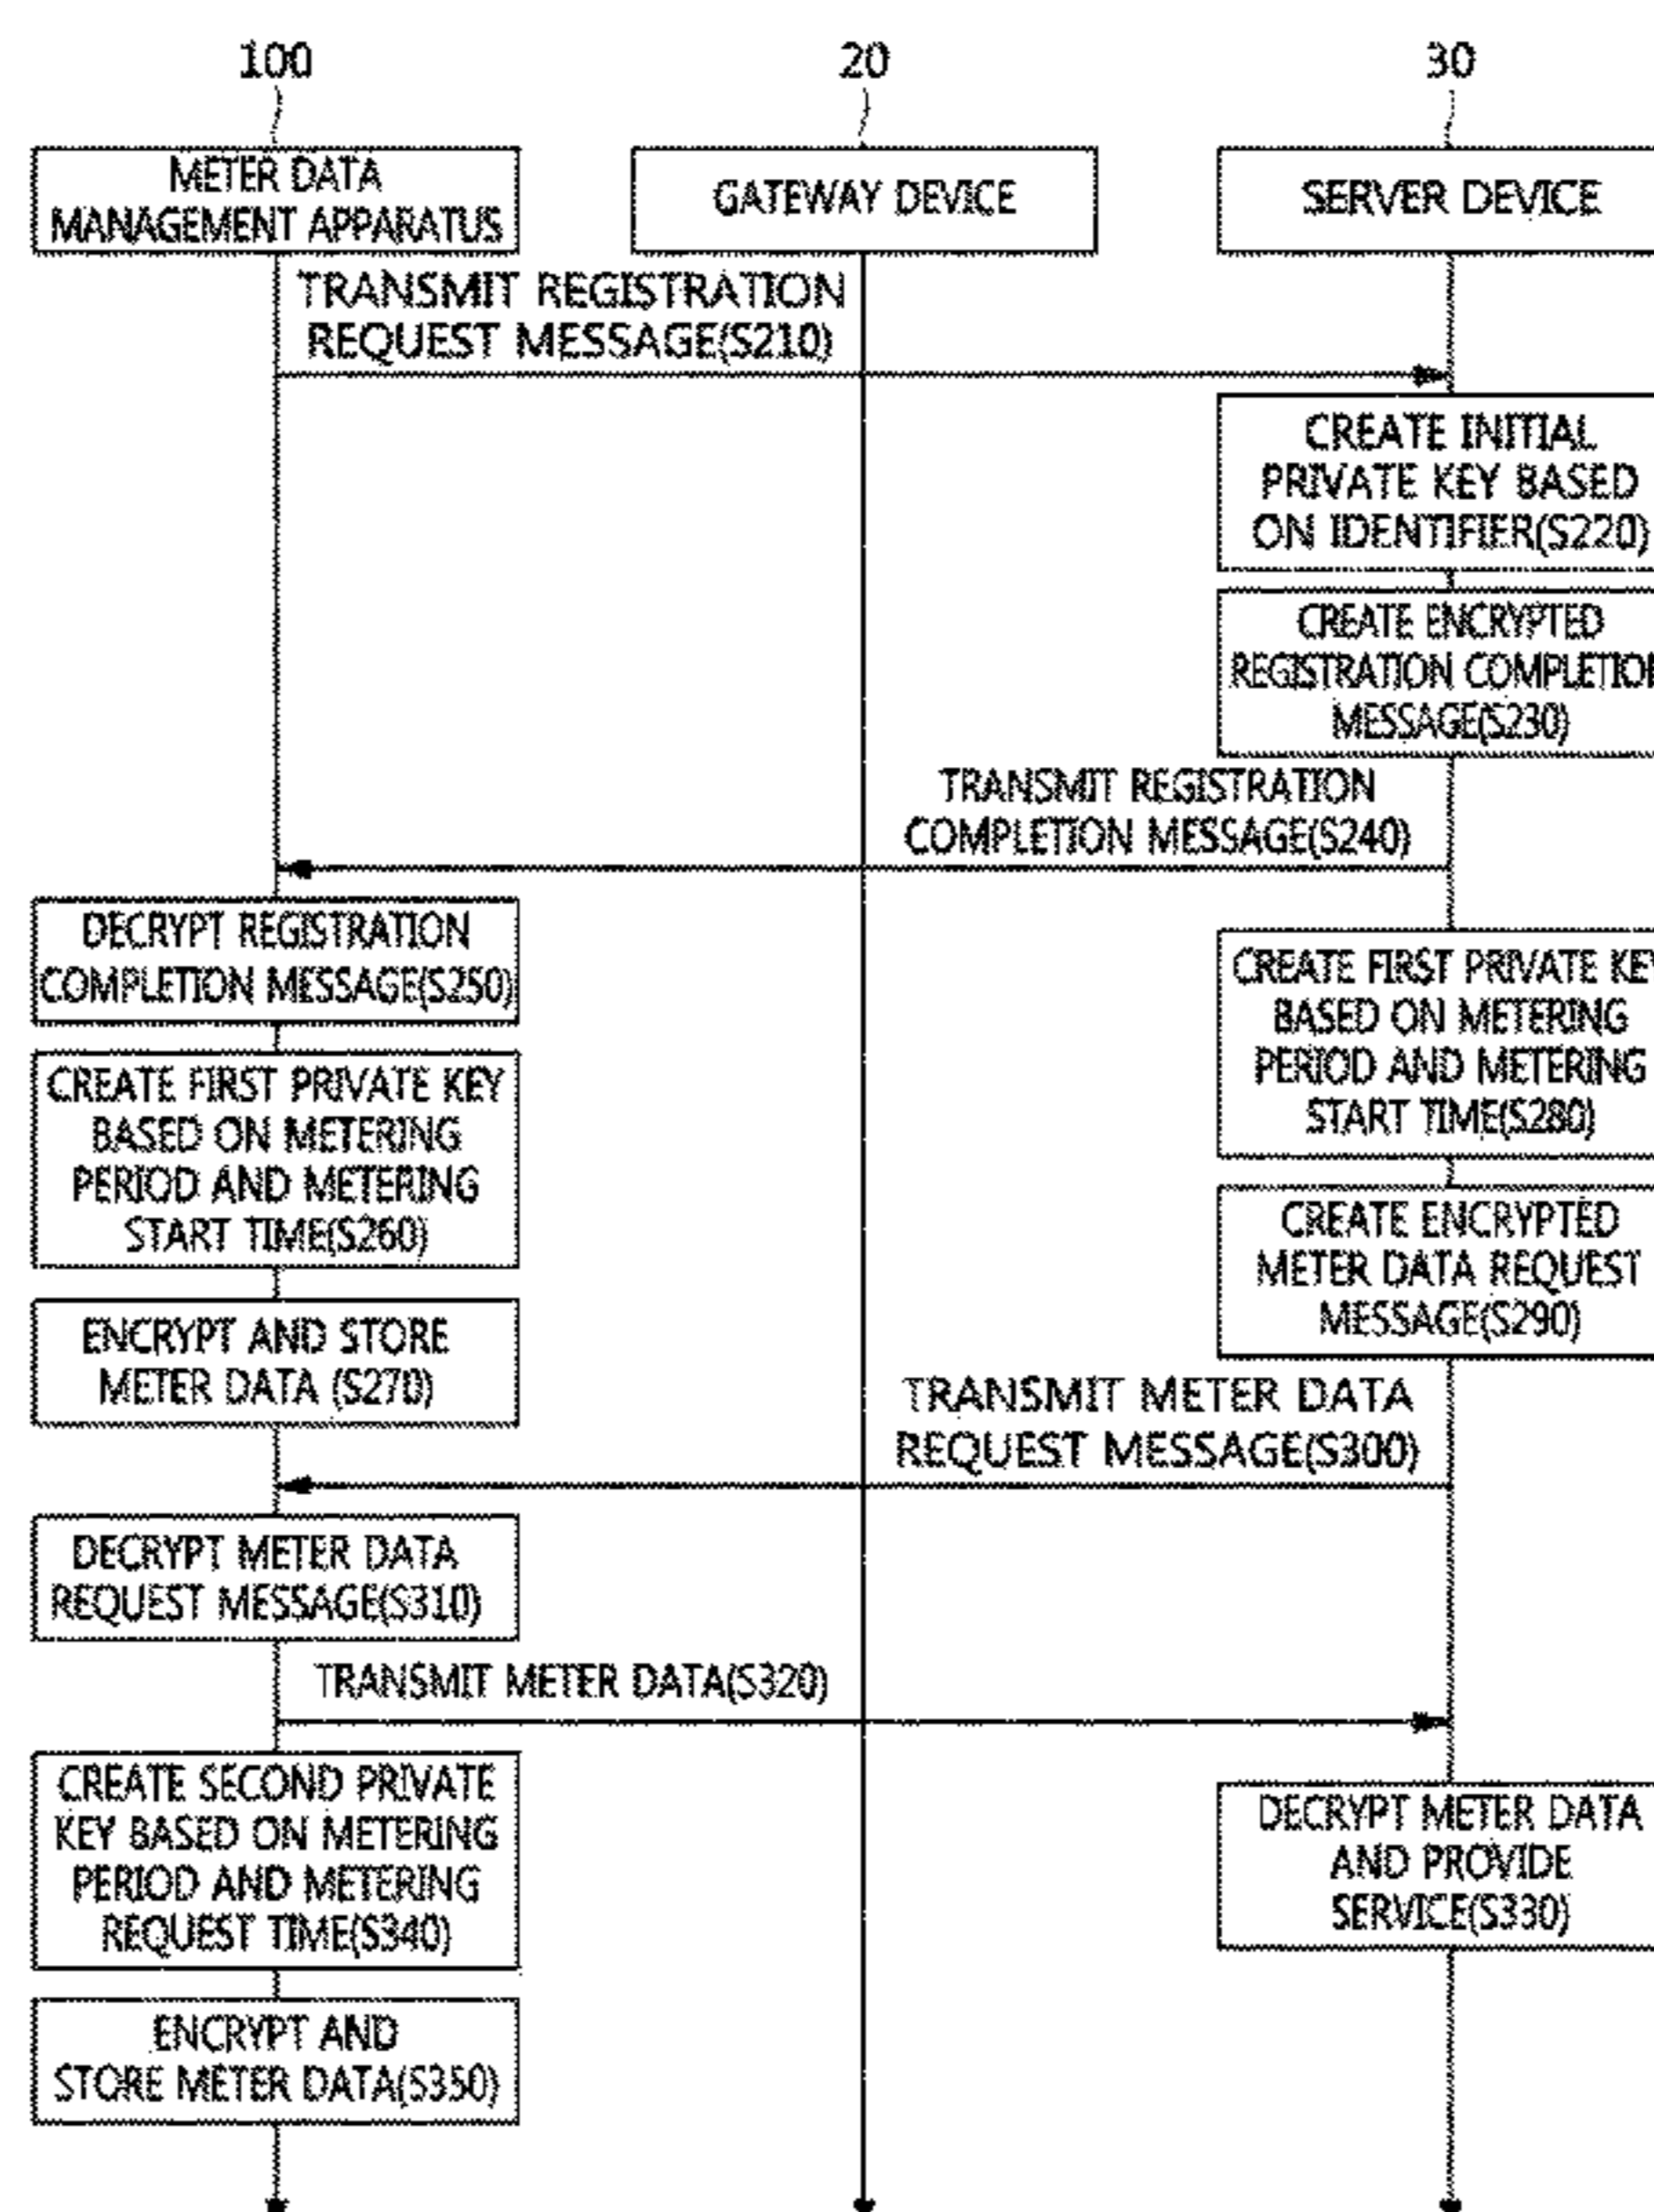 100
20
30
METER DATA
MANAGEMENT APPARATUS
GATEWAY DEVICE
SERVER DEVICE
TRANSMIT REGISTRATION
REQUEST MESSAGE(S210)
CREATE INITIAL
PRIVATE KEY BASED
ON IDENTIFIER(S220)
CREATE ENCRYPTED
REGISTRATION COMPLETION
MESSAGE(S230)
TRANSMIT REGISTRATION
COMPLETION MESSAGE(S240)
DECRYPT REGISTRATION
COMPLETION MESSAGE(S250)
CREATE FIRST PRIVATE KEY
BASED ON METERING
PERIOD AND METERING
START TIME(S260)
ENCRYPT AND STORE
METER DATA (S270)
CREATE FIRST PRIVATE KEY
BASED ON METERING
PERIOD AND METERING
START TIME(S280)
CREATE ENCRYPTED
METER DATA REQUEST
MESSAGE(S290)
TRANSMIT METER DATA
REQUEST MESSAGE(S300)
DECRYPT METER DATA
REQUEST MESSAGE(S310)
TRANSMIT METER DATA(S320)
CREATE SECOND PRIVATE
KEY BASED ON METERING
PERIOD AND METERING
REQUEST TIME(S340)
DECRYPT METER DATA
AND PROVIDE
SERVICE(S330)
ENCRYPT AND
STORE METER DATA(S350)